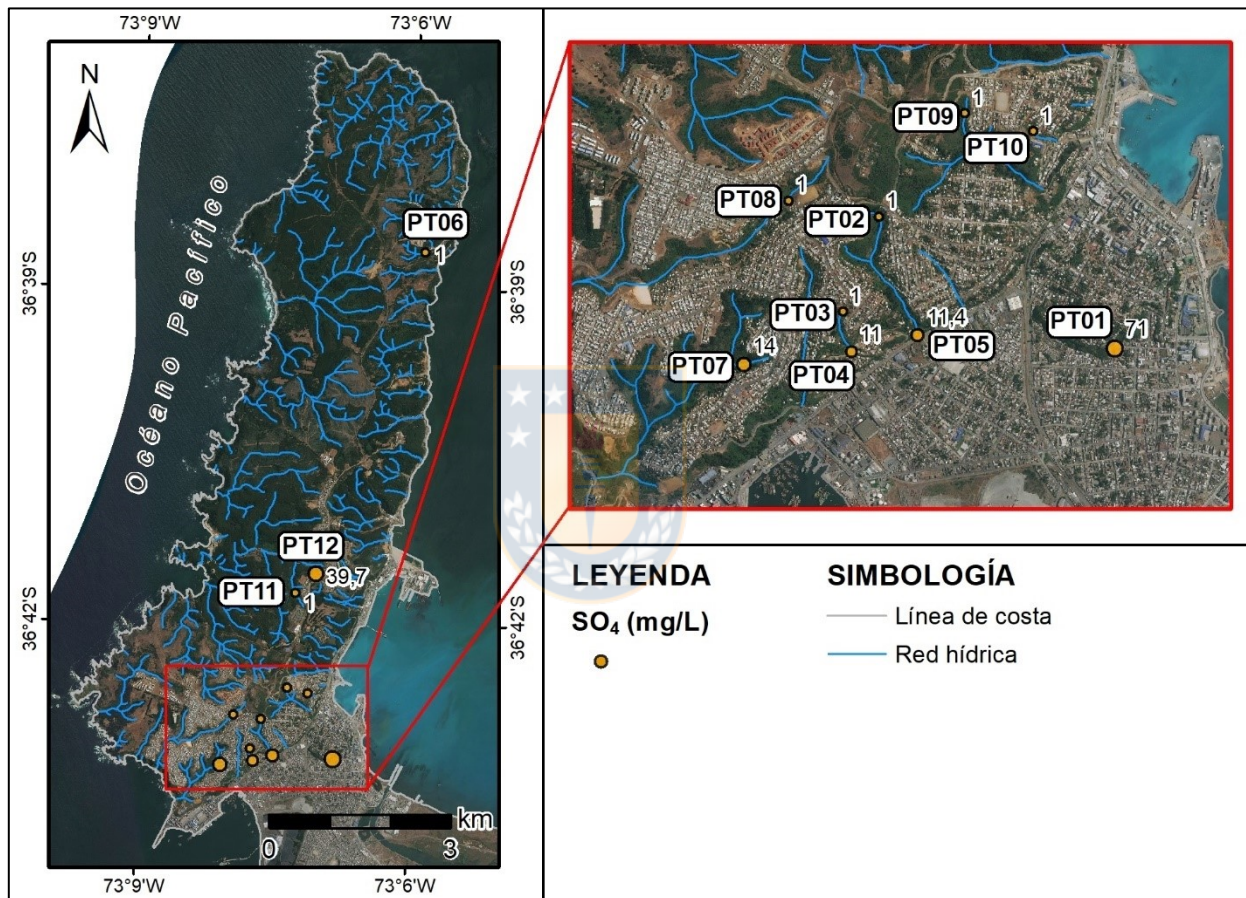 73°9'W
73°6'W
N
Océano Pacífico
36°39'S
36°39'S
PT06
1
PT12
39,7
PT11
1
36°42'S
36°42'S
km
0
3
73°9'W
73°6'W
PT09
1
PT10
1
PT08
1
PT02
1
PT03
1
PT04
11
PT05
11,4
PT01
71
PT07
14
LEYENDA
SO₄ (mg/L)
SIMBOLOGÍA
Línea de costa
Red hídrica